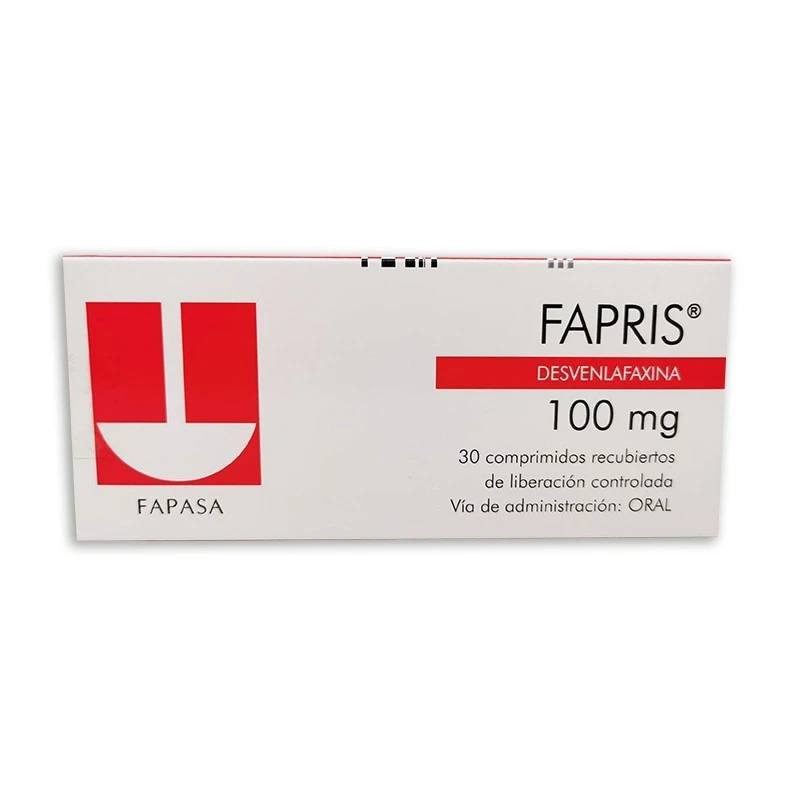 FAPRIS®
DESVENLAFAXINA
100 mg
30 comprimidos recubiertos
de liberación controlada
Vía de administración: ORAL
FAPASA